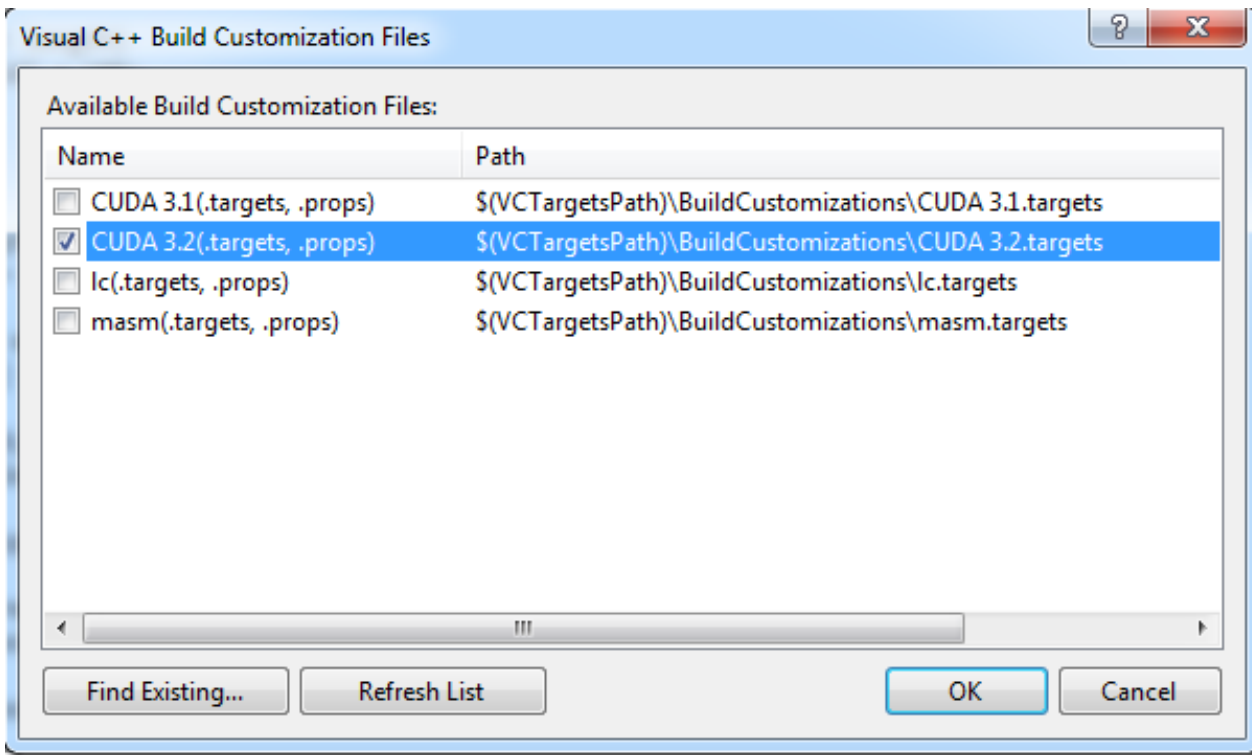 Visual C++ Build Customization Files
Available Build Customization Files:
Name Path
CUDA 3.1(.targets, .props) $(VCTargetsPath)\BuildCustomizations\CUDA 3.1.targets
CUDA 3.2(.targets, .props) $(VCTargetsPath)\BuildCustomizations\CUDA 3.2.targets
lc(.targets, .props) $(VCTargetsPath)\BuildCustomizations\lc.targets
masm(.targets, .props) $(VCTargetsPath)\BuildCustomizations\masm.targets
Find Existing... Refresh List OK Cancel